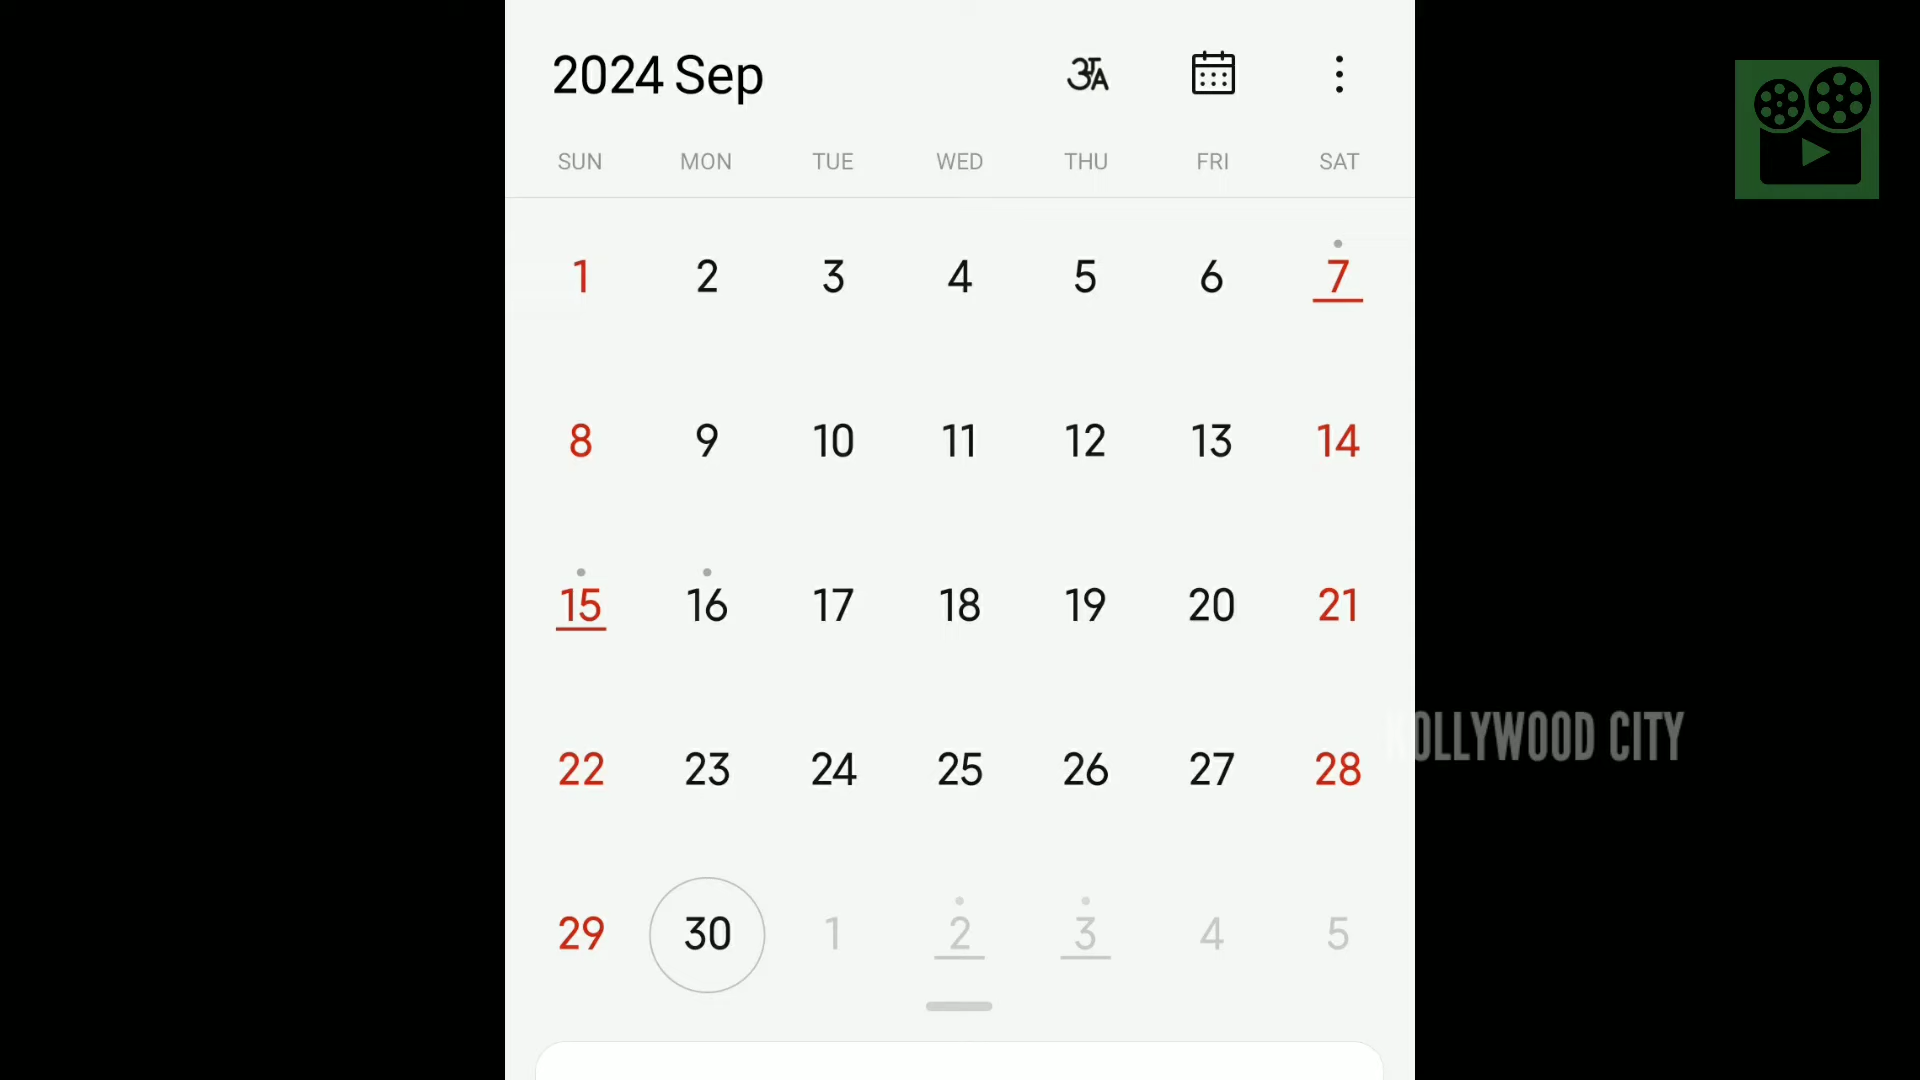 2024 Sep अA
SUN MON TUE WED THU FRI SAT
1 2 3 4 5 6 7
8 9 10 11 12 13 14
15 16 17 18 19 20 21
22 23 24 25 26 27 28
HOLLYWOOD CITY
29 30 1 2 3 4 5